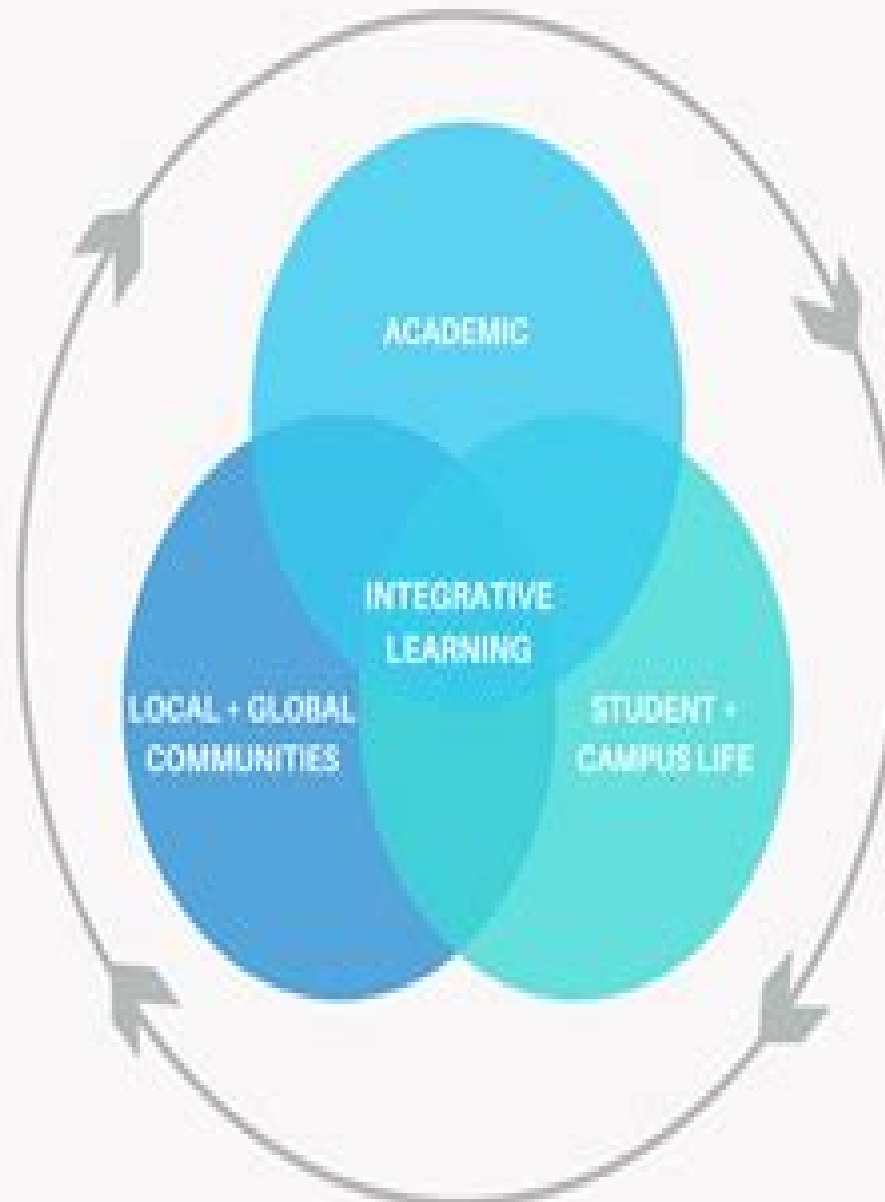 ACADEMIC
INTEGRATIVE
LEARNING
LOCAL + GLOBAL
COMMUNITIES
STUDENT +
CAMPUS LIFE